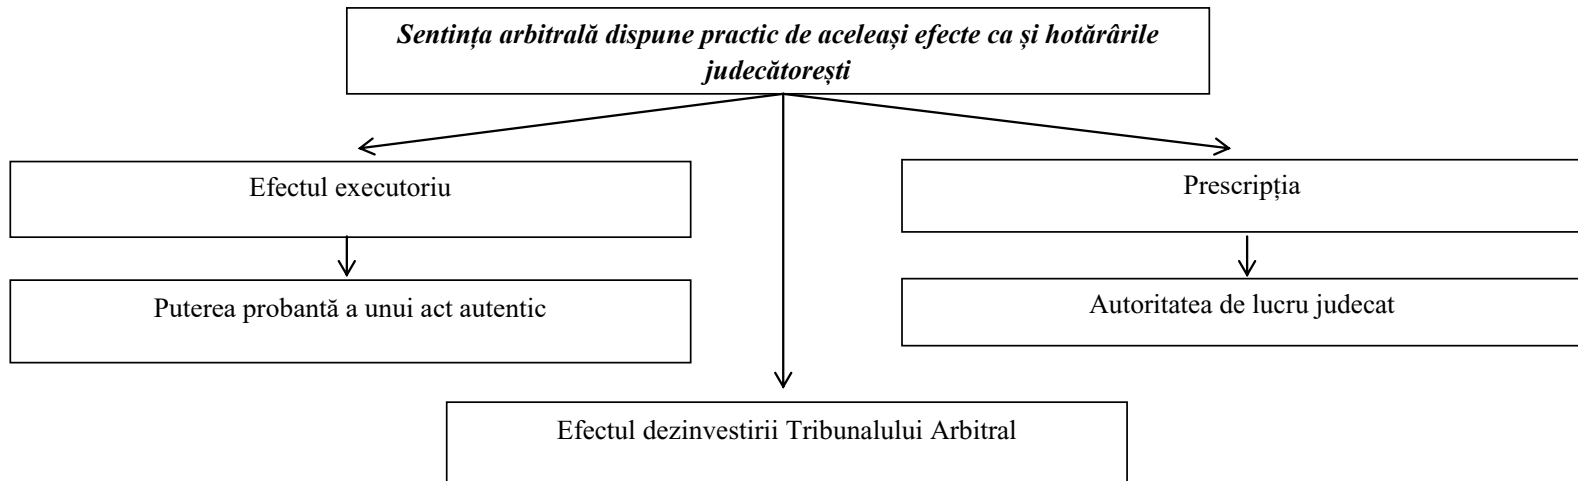 Sentința arbitrală dispune practic de aceleași efecte ca și hotărârile
judecătorești
Efectul executoriu
Prescripția
Puterea probantă a unui act autentic
Autoritatea de lucru judecat
Efectul dezinvestirii Tribunalului Arbitral